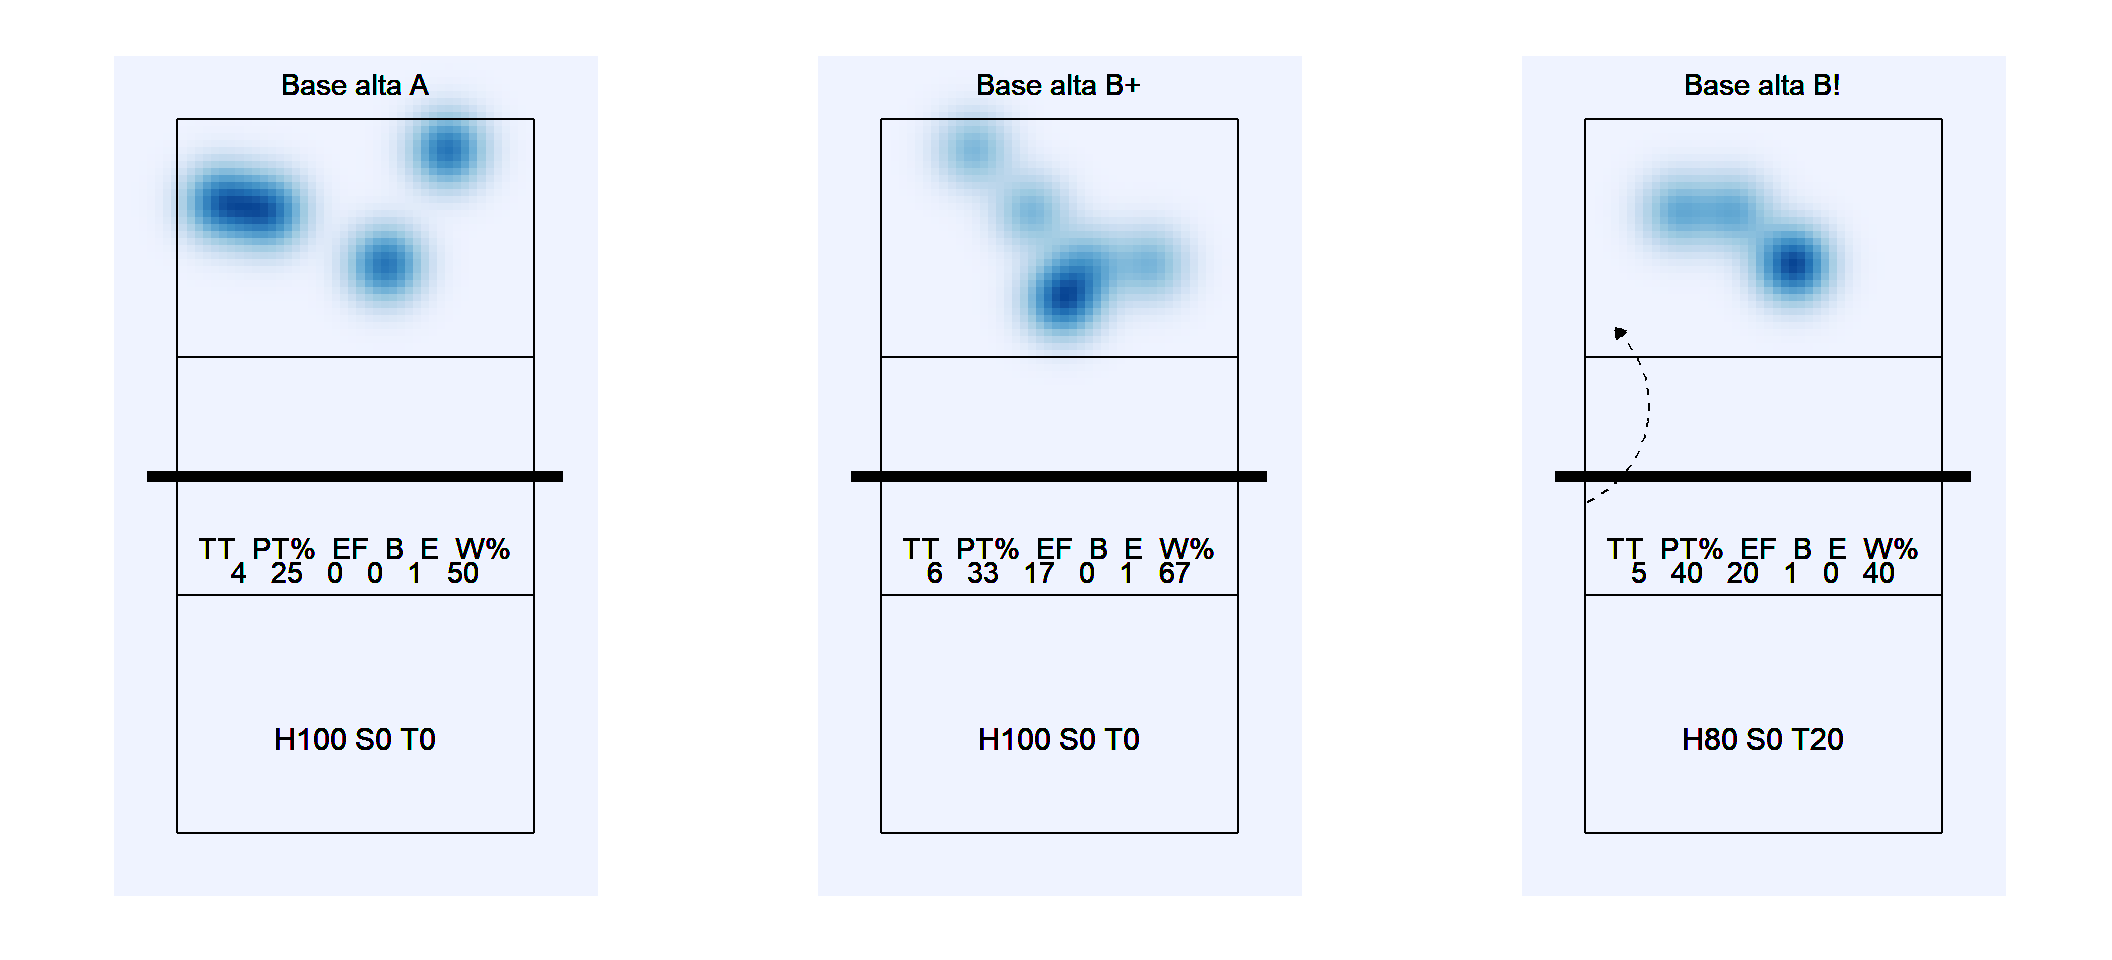 Base alta A
TT PT% EF B E W%
4 25 0 0 1 50
H100 S0 T0
Base alta B+
TT PT% EF B E W%
6 33 17 0 1 67
H100 S0 T0
Base alta B!
TT PT% EF B E W%
5 40 20 1 0 40
H80 S0 T20